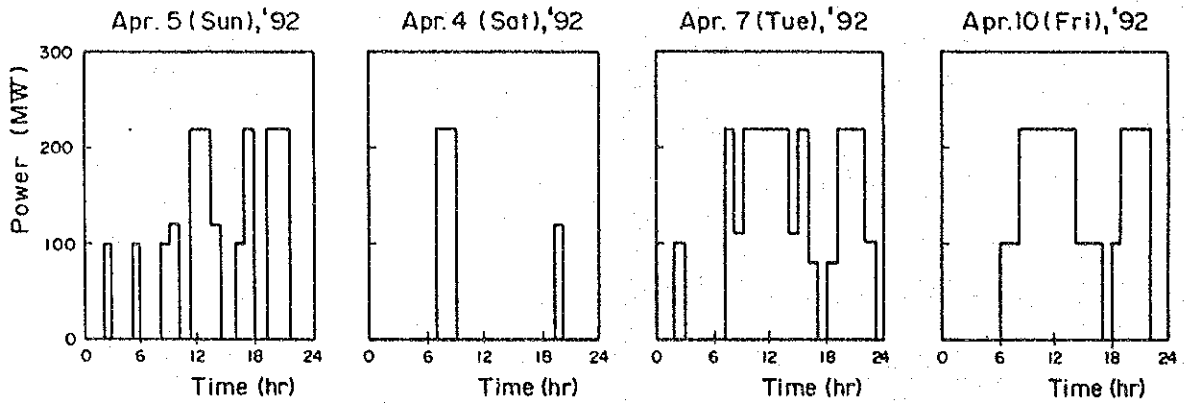 Apr. 5 (Sun), '92 Apr. 4 (Sat), '92 Apr. 7 (Tue), '92 Apr. 10 (Fri), '92
300
200
100
0
Power (MW)
0 6 12 18 24 0 6 12 18 24 0 6 12 18 24 0 6 12 18 24
Time (hr) Time (hr) Time (hr) Time (hr)